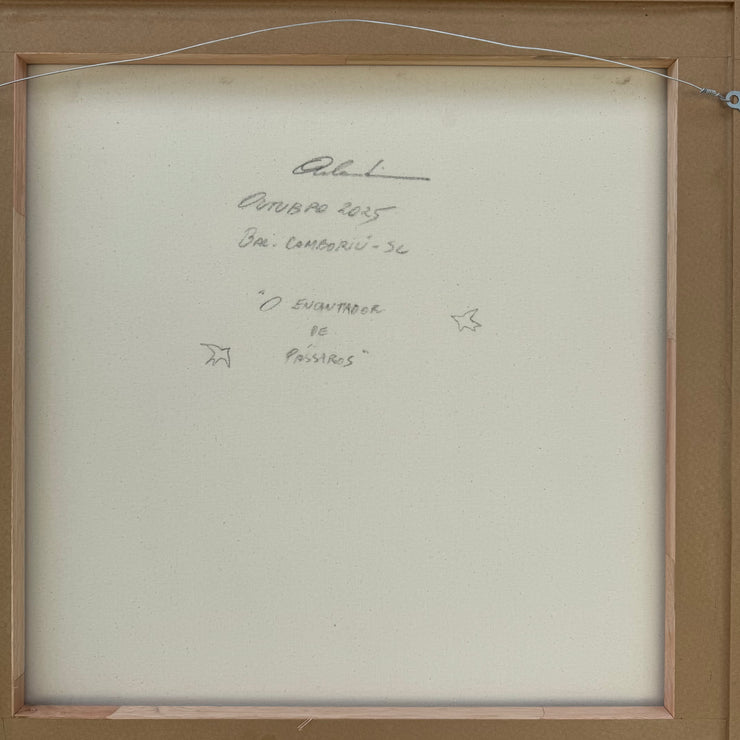 OUTUBRO 2025
BAL. CAMBORIÚ - SC
"O ENCANTADOR
DE
PÁSSAROS"